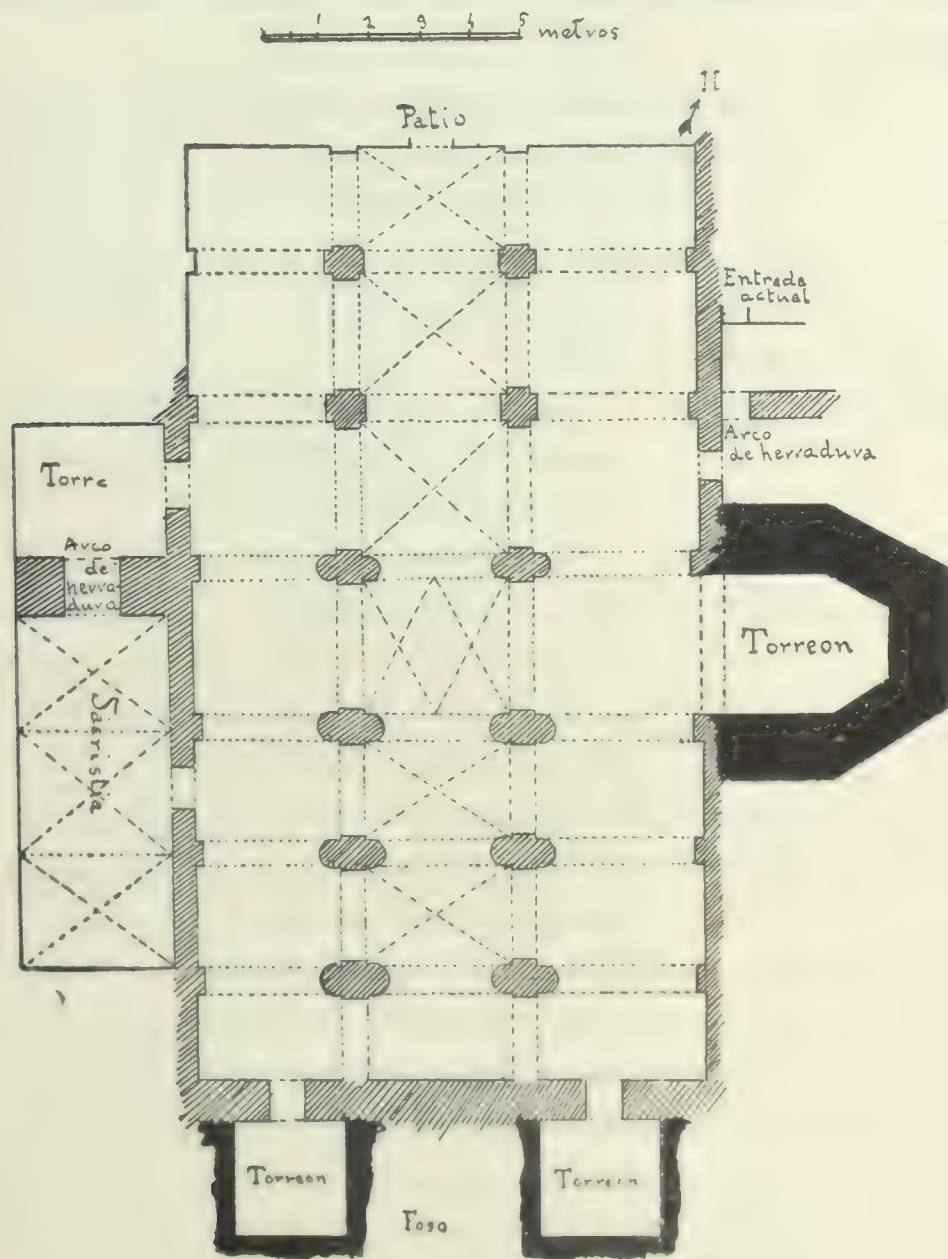 1 2 3 4 5 metros
N
Patio
Entrada
actual
Arco
de herradura
Torre
Arco
de
herra-
dura
Torreon
Sacristia
Torreon
Torreon
Foso